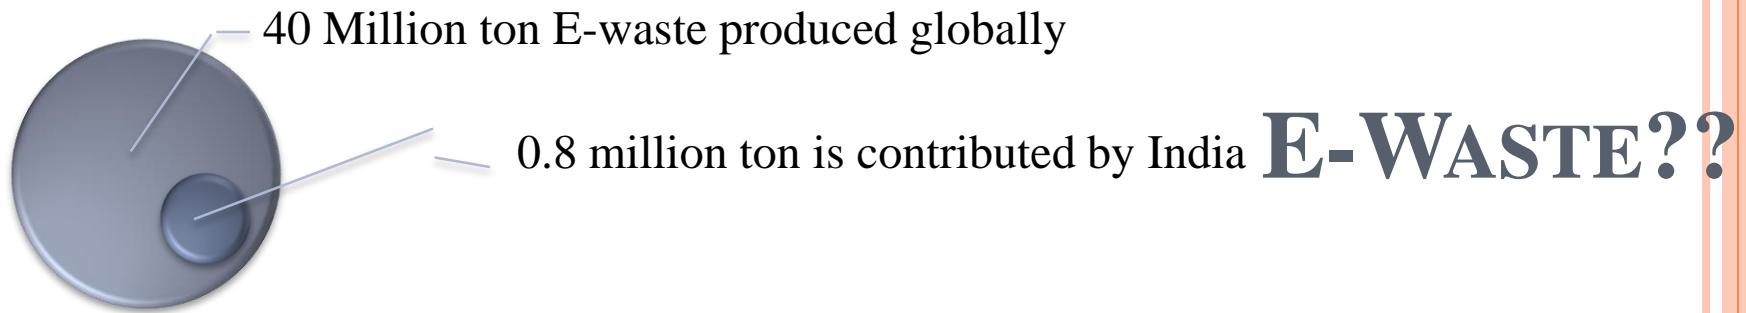 40 Million ton E-waste produced globally
0.8 million ton is contributed by India
E-WASTE??